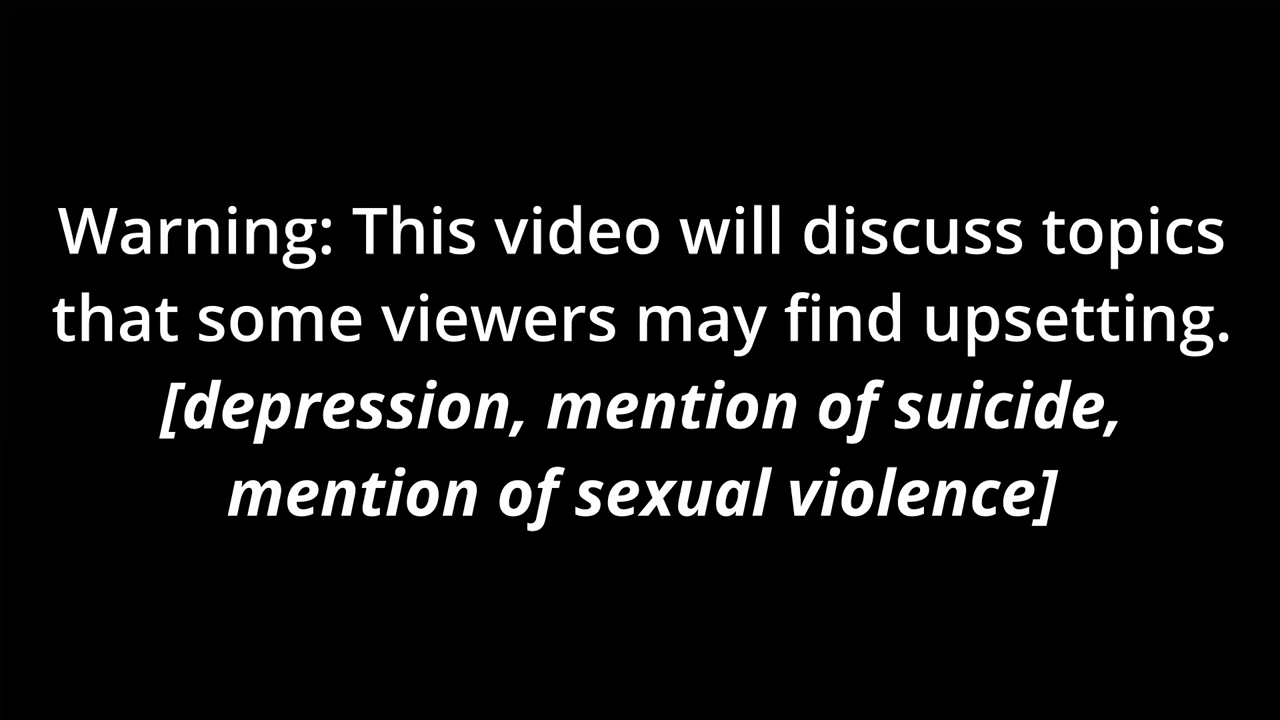 Warning: This video will discuss topics
that some viewers may find upsetting.
[depression, mention of suicide,
mention of sexual violence]